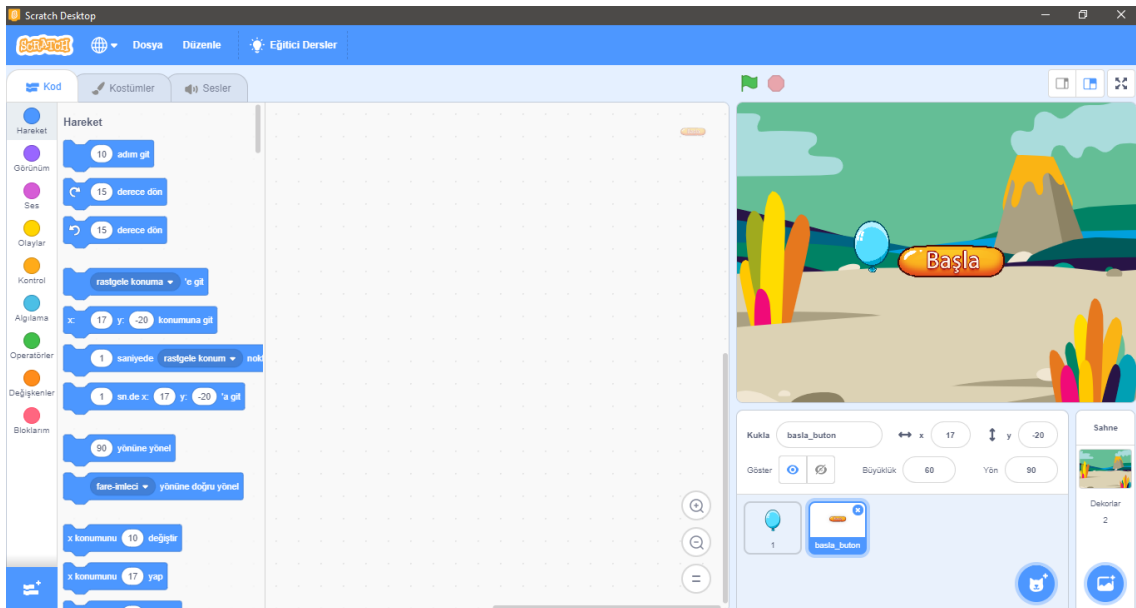 Scratch Desktop
SCRATCH Dosya Düzenle Eğitici Dersler
Kod Kostümler Sesler
Hareket
Görünüm
Ses
Olaylar
Kontrol
Algılama
Operatörler
Değişkenler
Bloklarım
Hareket
10 adım git
15 derece dön
15 derece dön
rastgele konuma 'e git
x: 17 y: -20 konumuna git
1 saniyede rastgele konum
1 sn.de x: 17 y: -20 'a git
90 yönüne yönel
fare-imleci yönüne doğru yönel
x konumunu 10 değiştir
x konumunu 17 yap
Başla
Kukla basla_buton x 17 y -20
Göster Büyüklük 60 Yön 90
1
basla_buton
Sahne
Dekorlar
2